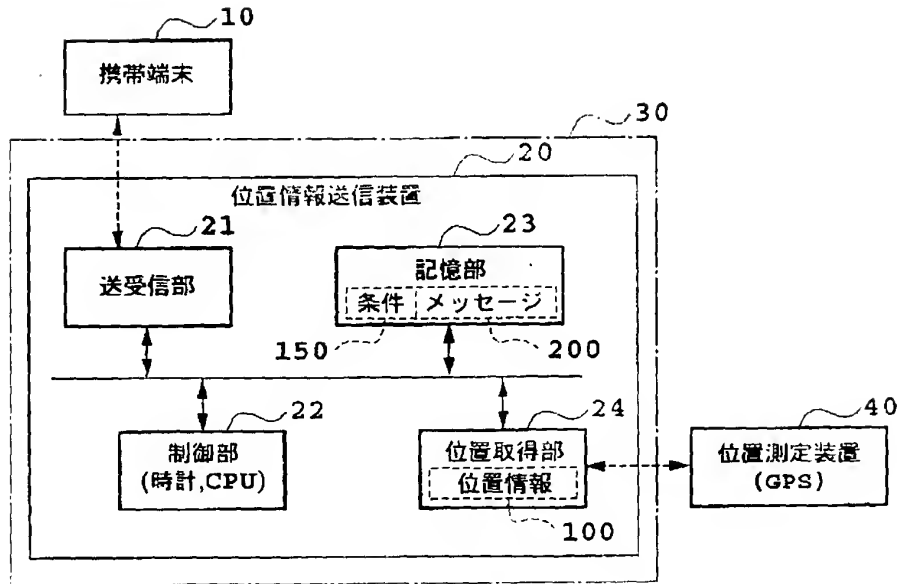 10
携帯端末
30
20
位置情報送信装置
21
23
送受信部
記憶部
条件 メッセージ
150
200
22
24
40
制御部
(時計,CPU)
位置取得部
位置情報
位置測定装置
(GPS)
100